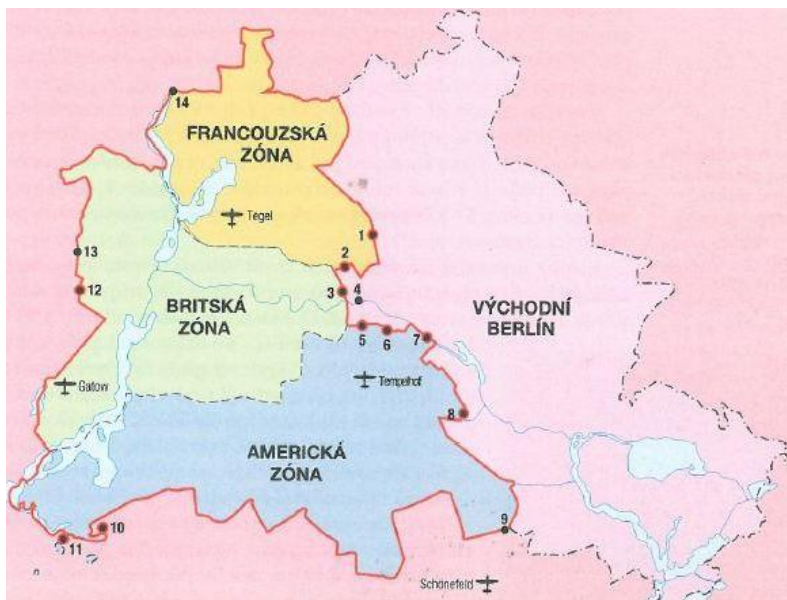 14
FRANCOUZSKÁ
ZÓNA
Tegel
1
2
13
12
3
4
BRITSKÁ
ZÓNA
VÝCHODNÍ
BERLÍN
5
6
7
Gatow
Tempelhof
8
AMERICKÁ
ZÓNA
9
10
11
Schönefeld